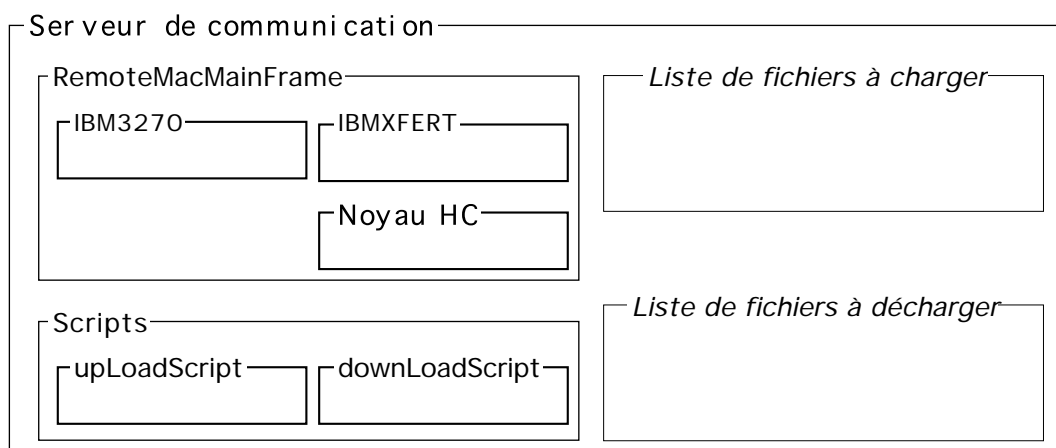 Serveur de communication
RemoteMacMainFrame
Liste de fichiers à charger
IBM3270
IBMXFERT
Noyau HC
Liste de fichiers à décharger
Scripts
upLoadScript
downLoadScript